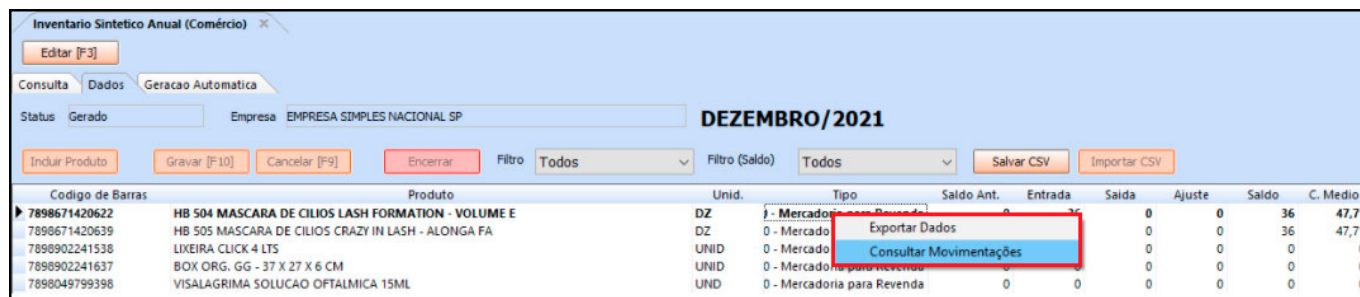 Inventario Sintetico Anual (Comércio)
Editar [F3]
Consulta Dados Geracao Automatica
Status Gerado Empresa EMPRESA SIMPLES NACIONAL SP DEZEMBRO/2021
Incluir Produto Gravar [F10] Cancelar [F9] Encerrar Filtro Todos Filtro (Saldo) Todos Salvar CSV Importar CSV
Codigo de Barras Produto Unid. Tipo Saldo Ant. Entrada Saida Ajuste Saldo C. Medio
7898671420622 HB 504 MASCARA DE CILIOS LASH FORMATION - VOLUME E DZ - Mercadoria para Revenda 0 36 0 0 36 47,7
7898671420639 HB 505 MASCARA DE CILIOS CRAZY IN LASH - ALONGA FA DZ 0 - Mercado Exportar Dados 0 0 36 47,7
7898902241538 LIXEIRA CLICK 4 LTS UNID 0 - Mercado Consultar Movimentações 0 0 0
7898902241637 BOX ORG. GG - 37 X 27 X 6 CM UNID 0 - Mercadoria para Revenda 0 0 0 0 0
7898049799398 VISALAGRIMA SOLUCAO OFTALMICA 15ML UND 0 - Mercadoria para Revenda 0 0 0 0 0